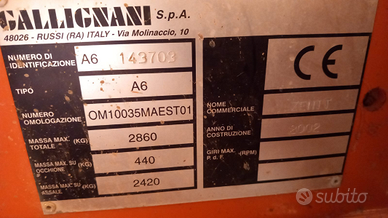 GALLIGNANI S.p.A.
48026 - RUSSI (RA) ITALY - Via Molinaccio, 10
NUMERO DI IDENTIFICAZIONE A6
TIPO A6
NUMERO OMOLOGAZIONE OM10035MAEST01
MASSA MAX. (KG) TOTALE 2860
MASSA MAX. SU (KG) OCCHIONE 440
MASSA MAX. SU (KG) ASSALE 2420
CE
NOME COMMERCIALE
ANNO DI COSTRUZIONE
GIRI MAX. (RPM) P.d.F.
subito